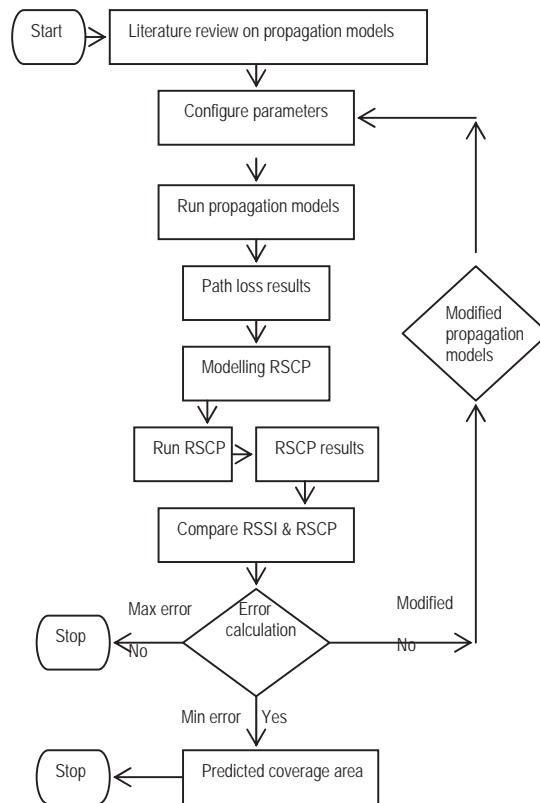 Start
Literature review on propagation models
Configure parameters
Run propagation models
Path loss results
Modified
propagation
models
Modelling RSCP
Run RSCP
RSCP results
Compare RSSI & RSCP
Max error
Error
calculation
Modified
Stop
No
No
Min error
Yes
Stop
Predicted coverage area